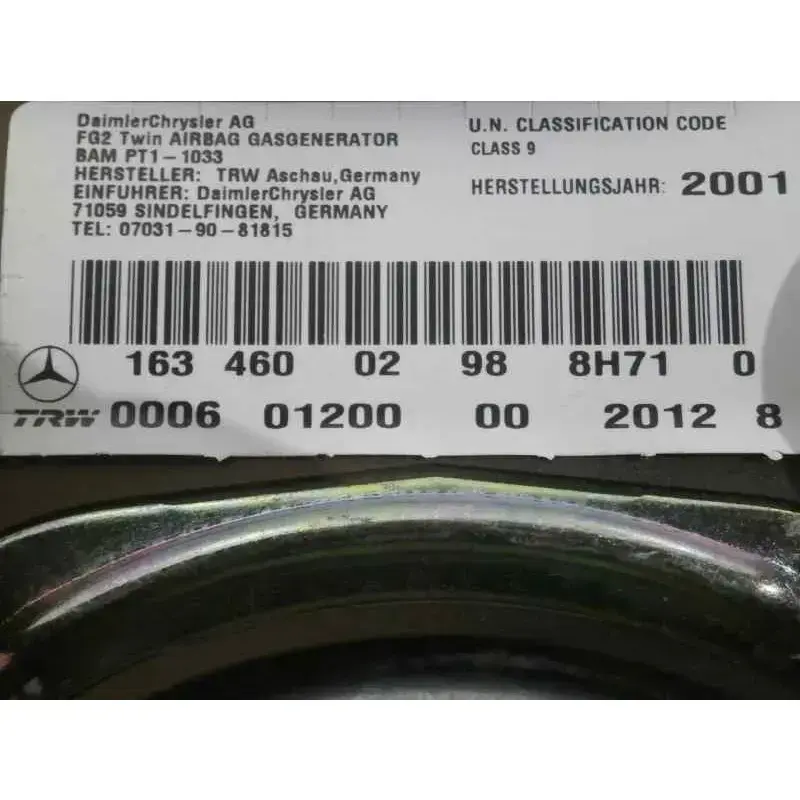 DaimlerChrysler AG
FG2 Twin AIRBAG GASGENERATOR
BAM PT1-1033
HERSTELLER: TRW Aschau,Germany
EINFUHRER: DaimlerChrysler AG
71059 SINDELFINGEN, GERMANY
TEL: 07031-90-81815
U.N. CLASSIFICATION CODE
CLASS 9
HERSTELLUNGSJAHR: 2001
163 460 02 98 8H71 0
TRW 0006 01200 00 2012 8